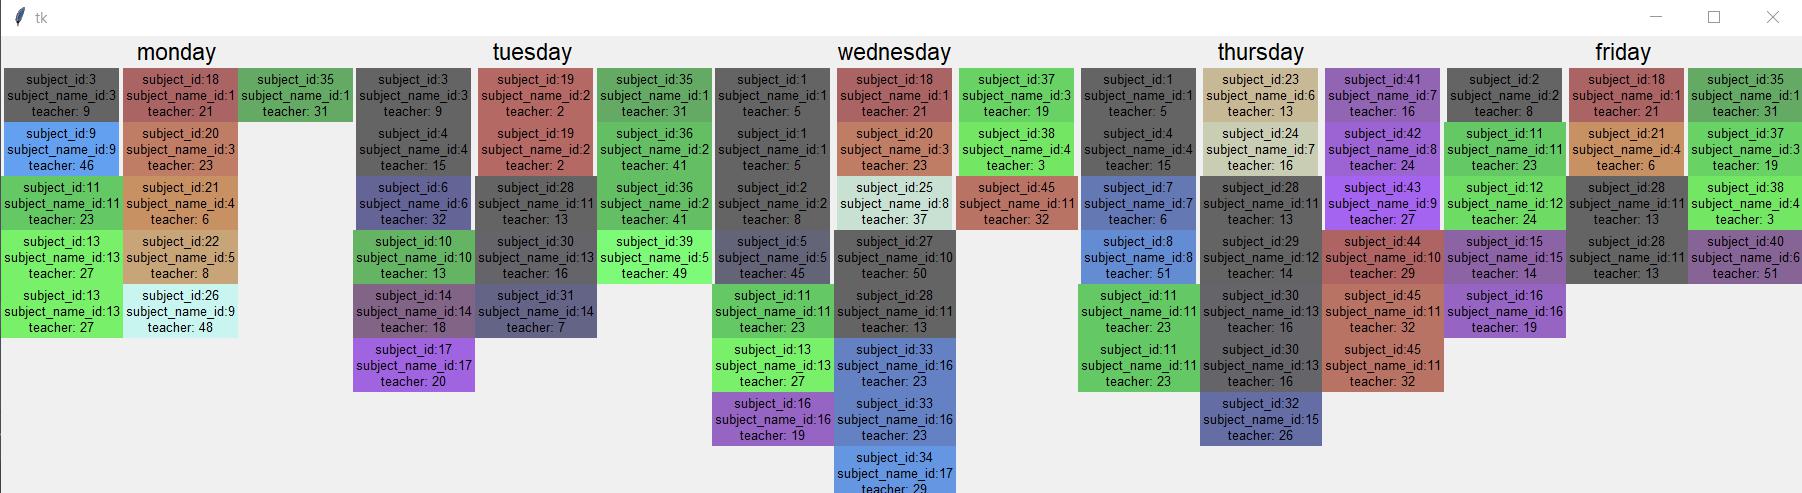 tk
monday
subject_id:3
subject_name_id:3
teacher: 9
subject_id:9
subject_name_id:9
teacher: 46
subject_id:11
subject_name_id:11
teacher: 23
subject_id:13
subject_name_id:13
teacher: 27
subject_id:13
subject_name_id:13
teacher: 27
subject_id:18
subject_name_id:1
teacher: 21
subject_id:20
subject_name_id:3
teacher: 23
subject_id:21
subject_name_id:4
teacher: 6
subject_id:22
subject_name_id:5
teacher: 8
subject_id:26
subject_name_id:9
teacher: 48
subject_id:35
subject_name_id:1
teacher: 31
tuesday
subject_id:3
subject_name_id:3
teacher: 9
subject_id:4
subject_name_id:4
teacher: 15
subject_id:6
subject_name_id:6
teacher: 32
subject_id:10
subject_name_id:10
teacher: 13
subject_id:14
subject_name_id:14
teacher: 18
subject_id:17
subject_name_id:17
teacher: 20
subject_id:19
subject_name_id:2
teacher: 2
subject_id:19
subject_name_id:2
teacher: 2
subject_id:28
subject_name_id:11
teacher: 13
subject_id:30
subject_name_id:13
teacher: 16
subject_id:31
subject_name_id:14
teacher: 7
subject_id:35
subject_name_id:1
teacher: 31
subject_id:36
subject_name_id:2
teacher: 41
subject_id:36
subject_name_id:2
teacher: 41
subject_id:39
subject_name_id:5
teacher: 49
wednesday
subject_id:1
subject_name_id:1
teacher: 5
subject_id:1
subject_name_id:1
teacher: 5
subject_id:2
subject_name_id:2
teacher: 8
subject_id:5
subject_name_id:5
teacher: 45
subject_id:11
subject_name_id:11
teacher: 23
subject_id:13
subject_name_id:13
teacher: 27
subject_id:16
subject_name_id:16
teacher: 19
subject_id:18
subject_name_id:1
teacher: 21
subject_id:20
subject_name_id:3
teacher: 23
subject_id:25
subject_name_id:8
teacher: 37
subject_id:27
subject_name_id:10
teacher: 50
subject_id:28
subject_name_id:11
teacher: 13
subject_id:33
subject_name_id:16
teacher: 23
subject_id:33
subject_name_id:16
teacher: 23
subject_id:34
subject_name_id:17
teacher: 29
subject_id:37
subject_name_id:3
teacher: 19
subject_id:38
subject_name_id:4
teacher: 3
subject_id:45
subject_name_id:11
teacher: 32
thursday
subject_id:1
subject_name_id:1
teacher: 5
subject_id:4
subject_name_id:4
teacher: 15
subject_id:7
subject_name_id:7
teacher: 6
subject_id:8
subject_name_id:8
teacher: 51
subject_id:11
subject_name_id:11
teacher: 23
subject_id:11
subject_name_id:11
teacher: 23
subject_id:23
subject_name_id:6
teacher: 13
subject_id:24
subject_name_id:7
teacher: 16
subject_id:28
subject_name_id:11
teacher: 13
subject_id:29
subject_name_id:12
teacher: 14
subject_id:30
subject_name_id:13
teacher: 16
subject_id:30
subject_name_id:13
teacher: 16
subject_id:32
subject_name_id:15
teacher: 26
subject_id:41
subject_name_id:7
teacher: 16
subject_id:42
subject_name_id:8
teacher: 24
subject_id:43
subject_name_id:9
teacher: 27
subject_id:44
subject_name_id:10
teacher: 29
subject_id:45
subject_name_id:11
teacher: 32
subject_id:45
subject_name_id:11
teacher: 32
friday
subject_id:2
subject_name_id:2
teacher: 8
subject_id:11
subject_name_id:11
teacher: 23
subject_id:12
subject_name_id:12
teacher: 24
subject_id:15
subject_name_id:15
teacher: 14
subject_id:16
subject_name_id:16
teacher: 19
subject_id:18
subject_name_id:1
teacher: 21
subject_id:21
subject_name_id:4
teacher: 6
subject_id:28
subject_name_id:11
teacher: 13
subject_id:28
subject_name_id:11
teacher: 13
subject_id:35
subject_name_id:1
teacher: 31
subject_id:37
subject_name_id:3
teacher: 19
subject_id:38
subject_name_id:4
teacher: 3
subject_id:40
subject_name_id:6
teacher: 51